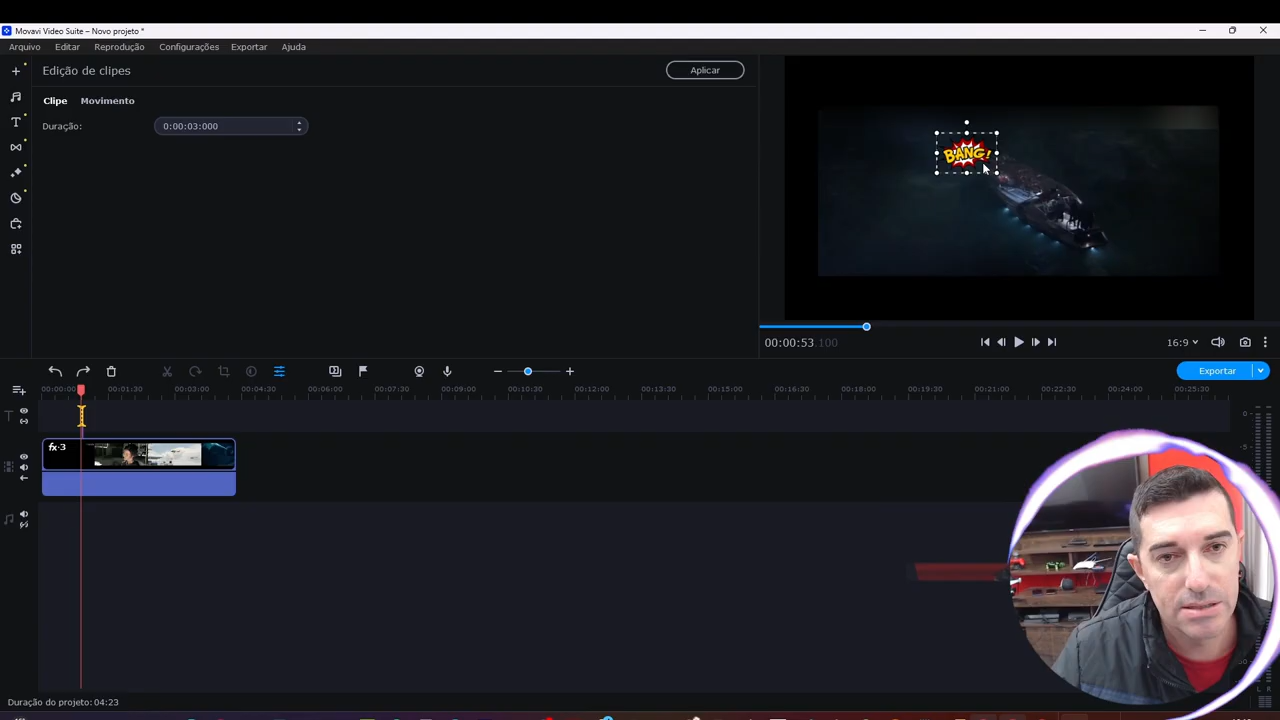 Movavi Video Suite – Novo projeto *
Arquivo Editar Reprodução Configurações Exportar Ajuda
Edição de clipes
Aplicar
Clipe Movimento
Duração: 0:00:03:000
BANG!
00:00:53.100
16:9
Exportar
00:00:00 00:01:30 00:03:00 00:04:30 00:06:00 00:07:30 00:09:00 00:10:30 00:12:00 00:13:30 00:15:00 00:16:30 00:18:00 00:19:30 00:21:00 00:22:30 00:24:00 00:25:30
0
-5
fx·3
L R
Duração do projeto: 04:23